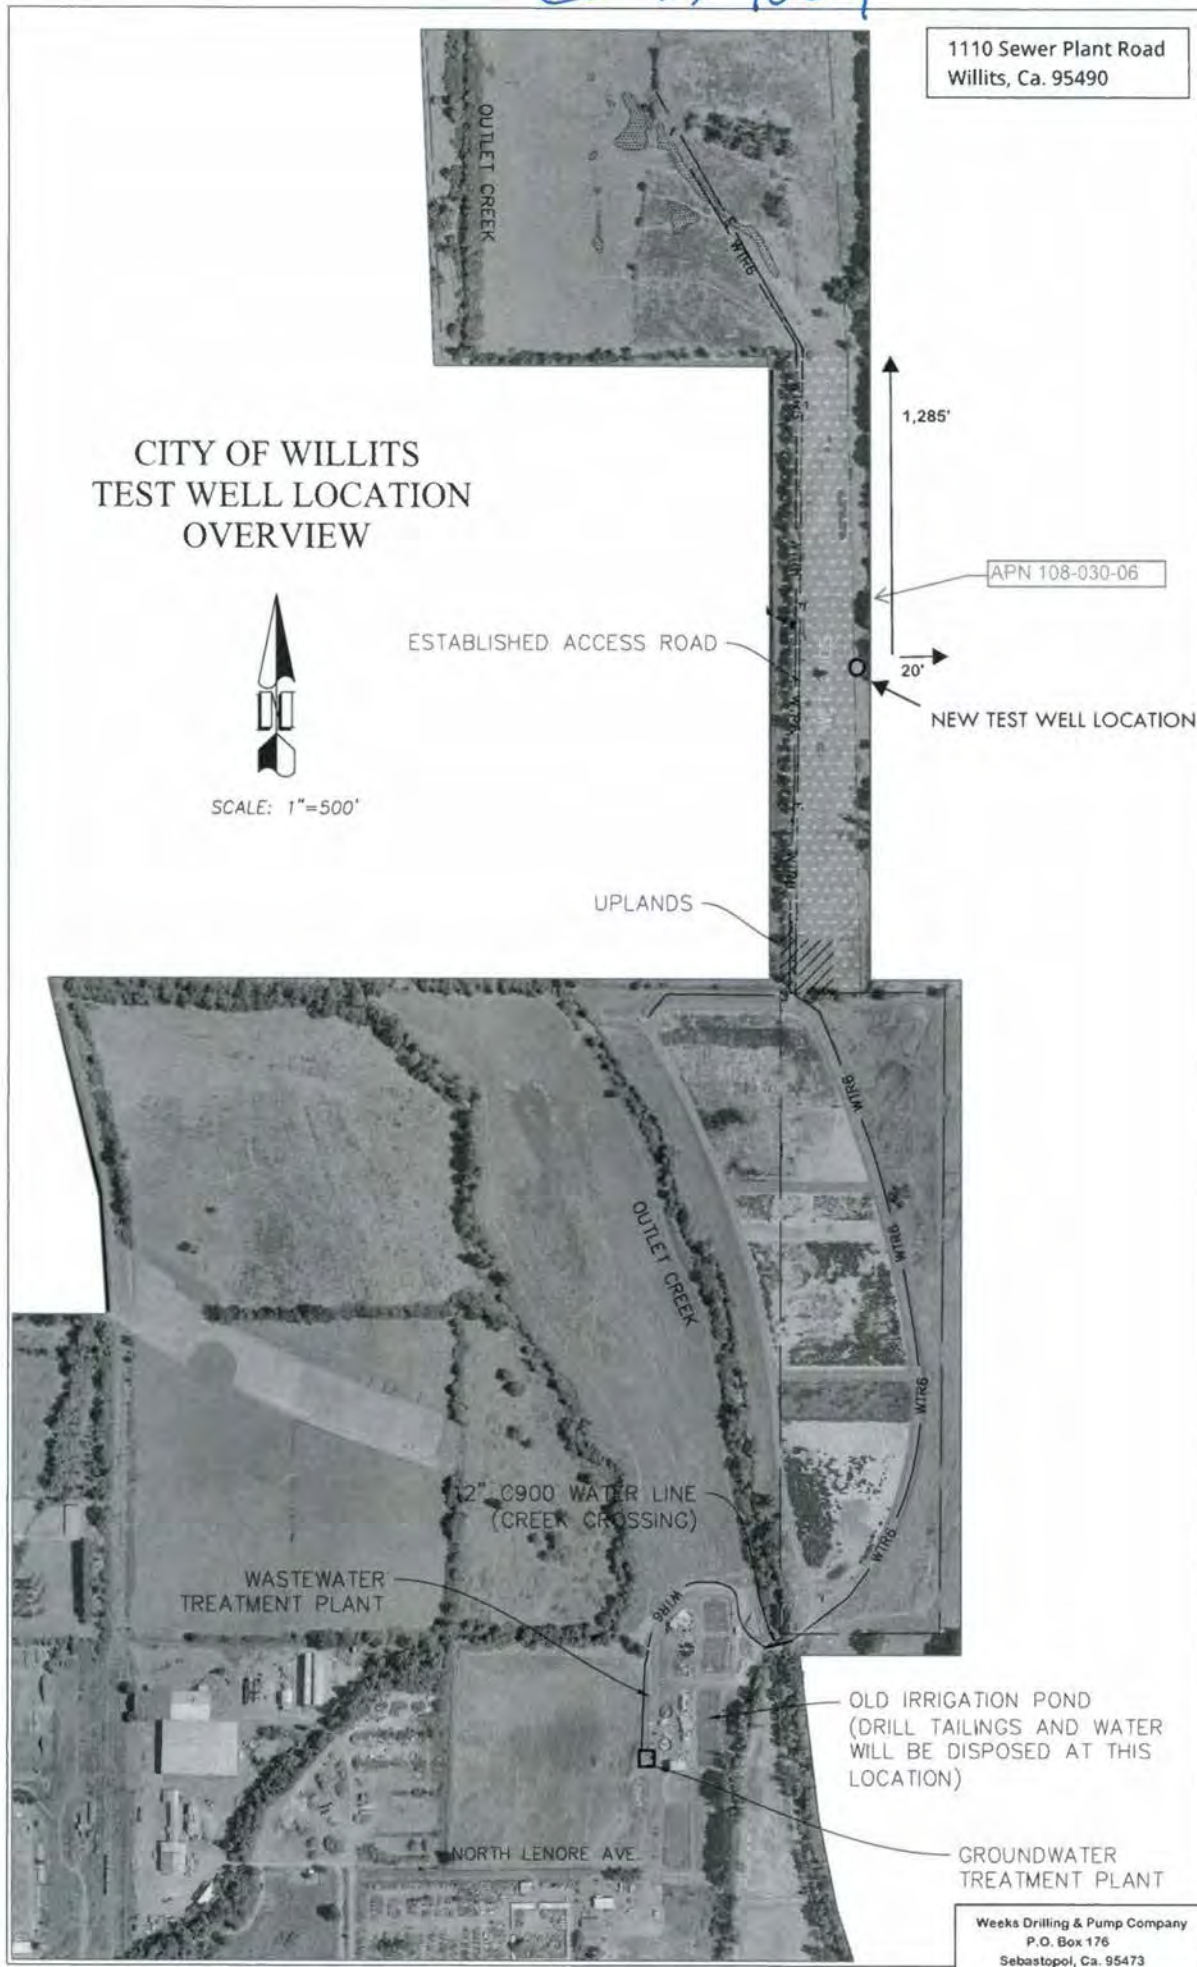 1110 Sewer Plant Road
Willits, Ca. 95490
OUTLET CREEK
WTR6
1,285'
CITY OF WILLITS
TEST WELL LOCATION
OVERVIEW
APN 108-030-06
ESTABLISHED ACCESS ROAD
20'
NEW TEST WELL LOCATION
SCALE: 1"=500'
UPLANDS
WTR6
WTR6
OUTLET CREEK
WTR6
12" C900 WATER LINE
(CREEK CROSSING)
WTR6
WASTEWATER
TREATMENT PLANT
WTR6
OLD IRRIGATION POND
(DRILL TAILINGS AND WATER
WILL BE DISPOSED AT THIS
LOCATION)
NORTH LENORE AVE.
GROUNDWATER
TREATMENT PLANT
Weeks Drilling & Pump Company
P.O. Box 176
Sebastopol, Ca. 95473